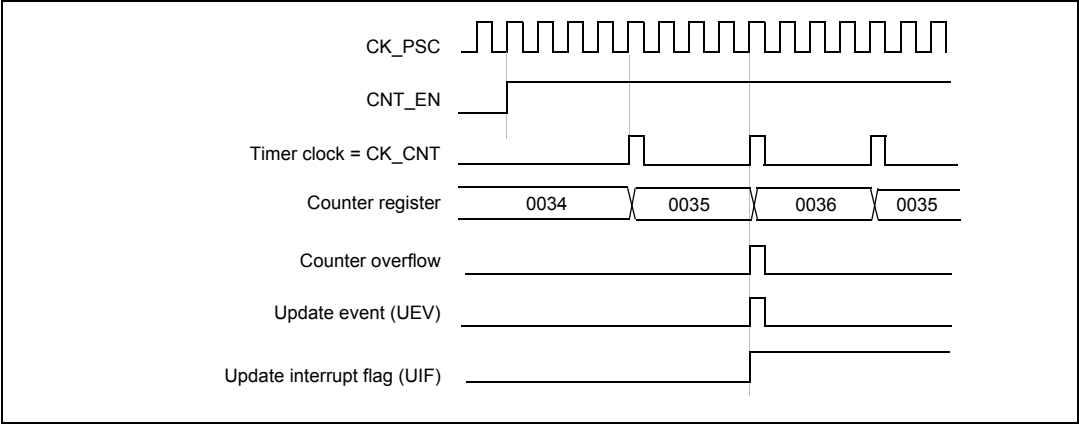 CK_PSC
CNT_EN
Timer clock = CK_CNT
Counter register 0034 0035 0036 0035
Counter overflow
Update event (UEV)
Update interrupt flag (UIF)